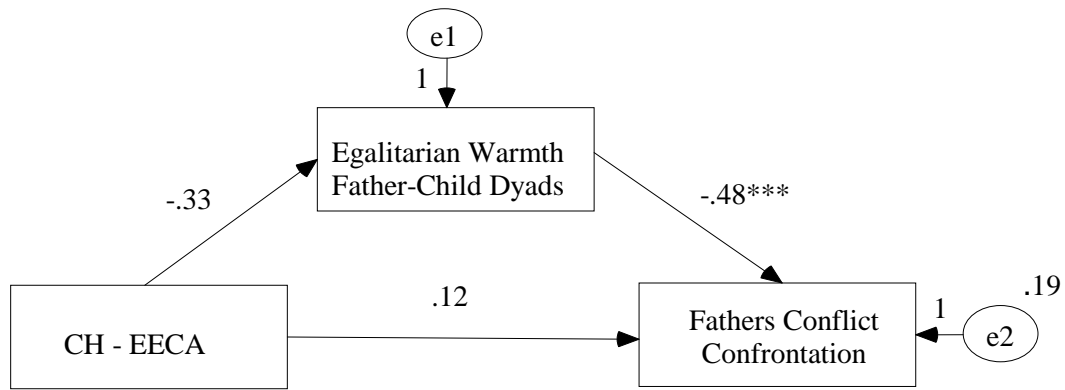 e1
1
Egalitarian Warmth
Father-Child Dyads
-.33
-.48***
CH - EECA
.12
Fathers Conflict
Confrontation
1
e2
.19